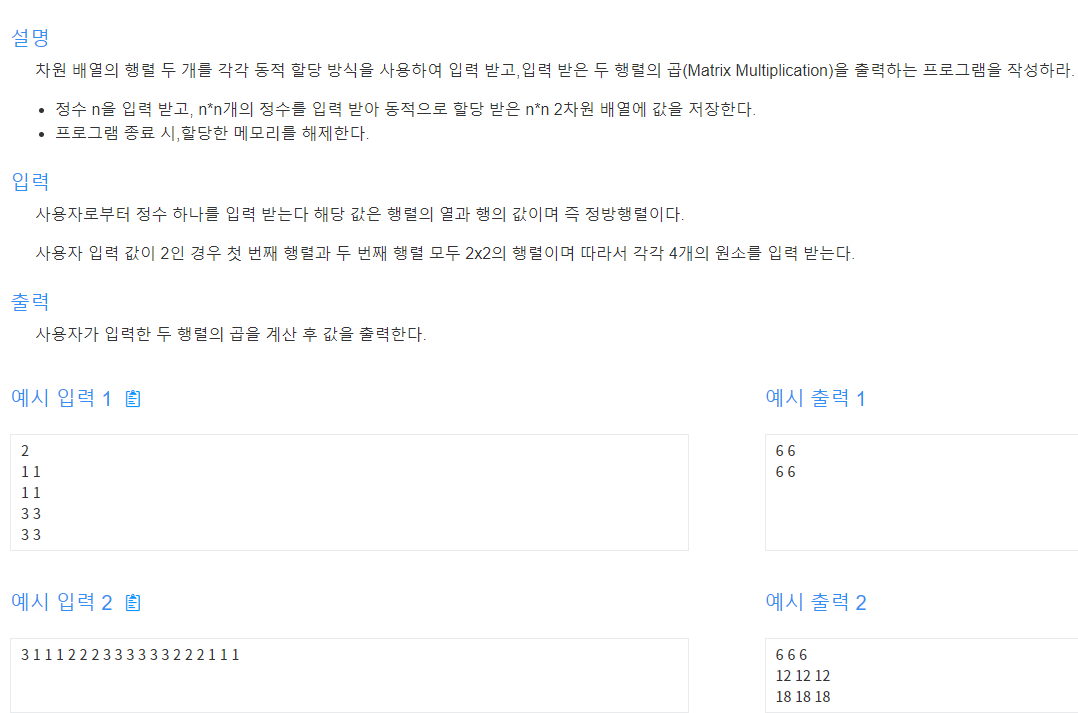 설명
차원 배열의 행렬 두 개를 각각 동적 할당 방식을 사용하여 입력 받고,입력 받은 두 행렬의 곱(Matrix Multiplication)을 출력하는 프로그램을 작성하라.
• 정수 n을 입력 받고, n*n개의 정수를 입력 받아 동적으로 할당 받은 n*n 2차원 배열에 값을 저장한다.
• 프로그램 종료 시,할당한 메모리를 해제한다.
입력
사용자로부터 정수 하나를 입력 받는다 해당 값은 행렬의 열과 행의 값이며 즉 정방행렬이다.
사용자 입력 값이 2인 경우 첫 번째 행렬과 두 번째 행렬 모두 2x2의 행렬이며 따라서 각각 4개의 원소를 입력 받는다.
출력
사용자가 입력한 두 행렬의 곱을 계산 후 값을 출력한다.
예시 입력 1
2
1 1
1 1
3 3
3 3
예시 출력 1
6 6
6 6
예시 입력 2
3 1 1 1 2 2 2 3 3 3 3 3 3 2 2 2 1 1 1
예시 출력 2
6 6 6
12 12 12
18 18 18